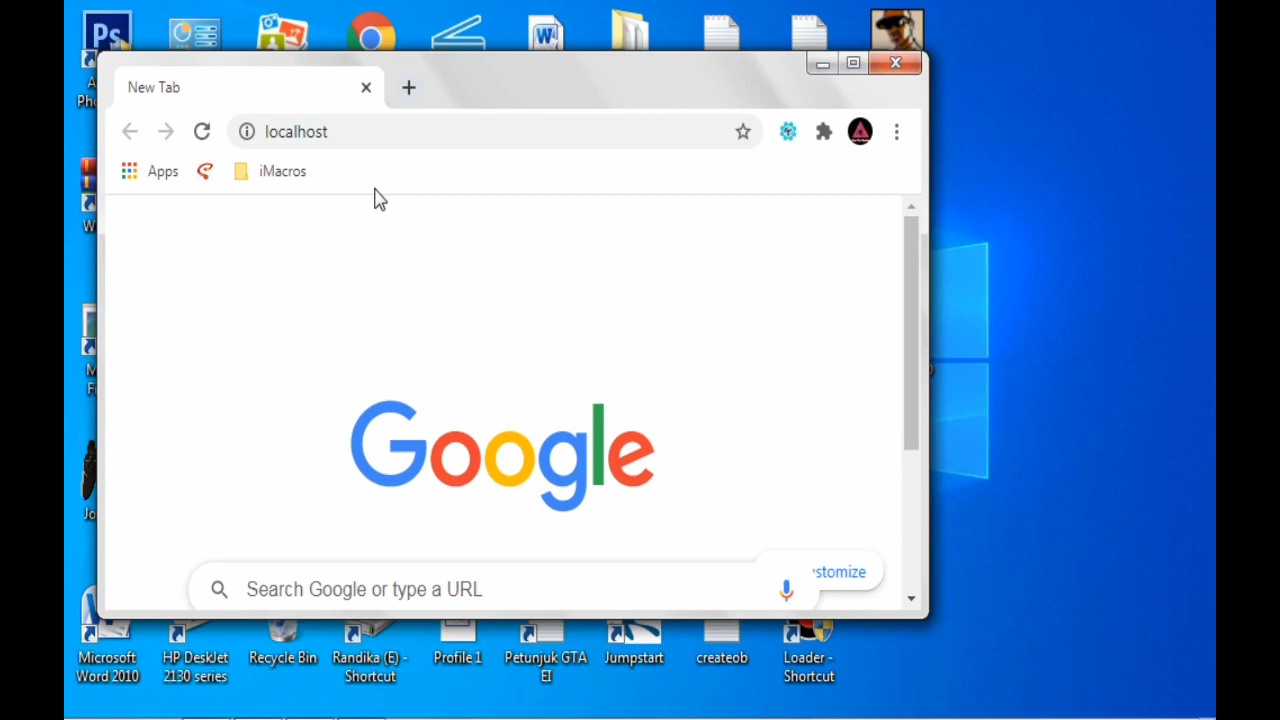 Ps
New Tab
localhost
Apps
iMacros
Google
Search Google or type a URL
Microsoft
Word 2010
HP DeskJet
2130 series
Recycle Bin
Randika (E) -
Shortcut
Profile 1
Petunjuk GTA
EI
Jumpstart
createob
Loader -
Shortcut